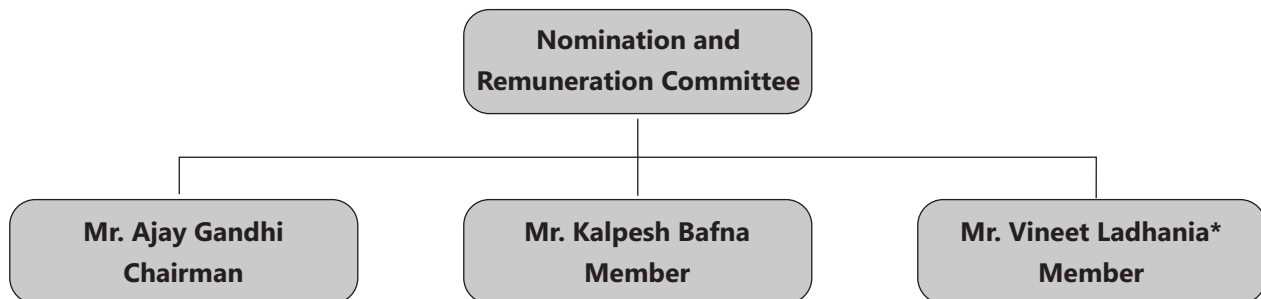 Nomination and
Remuneration Committee
Mr. Ajay Gandhi
Chairman
Mr. Kalpesh Bafna
Member
Mr. Vineet Ladhania*
Member